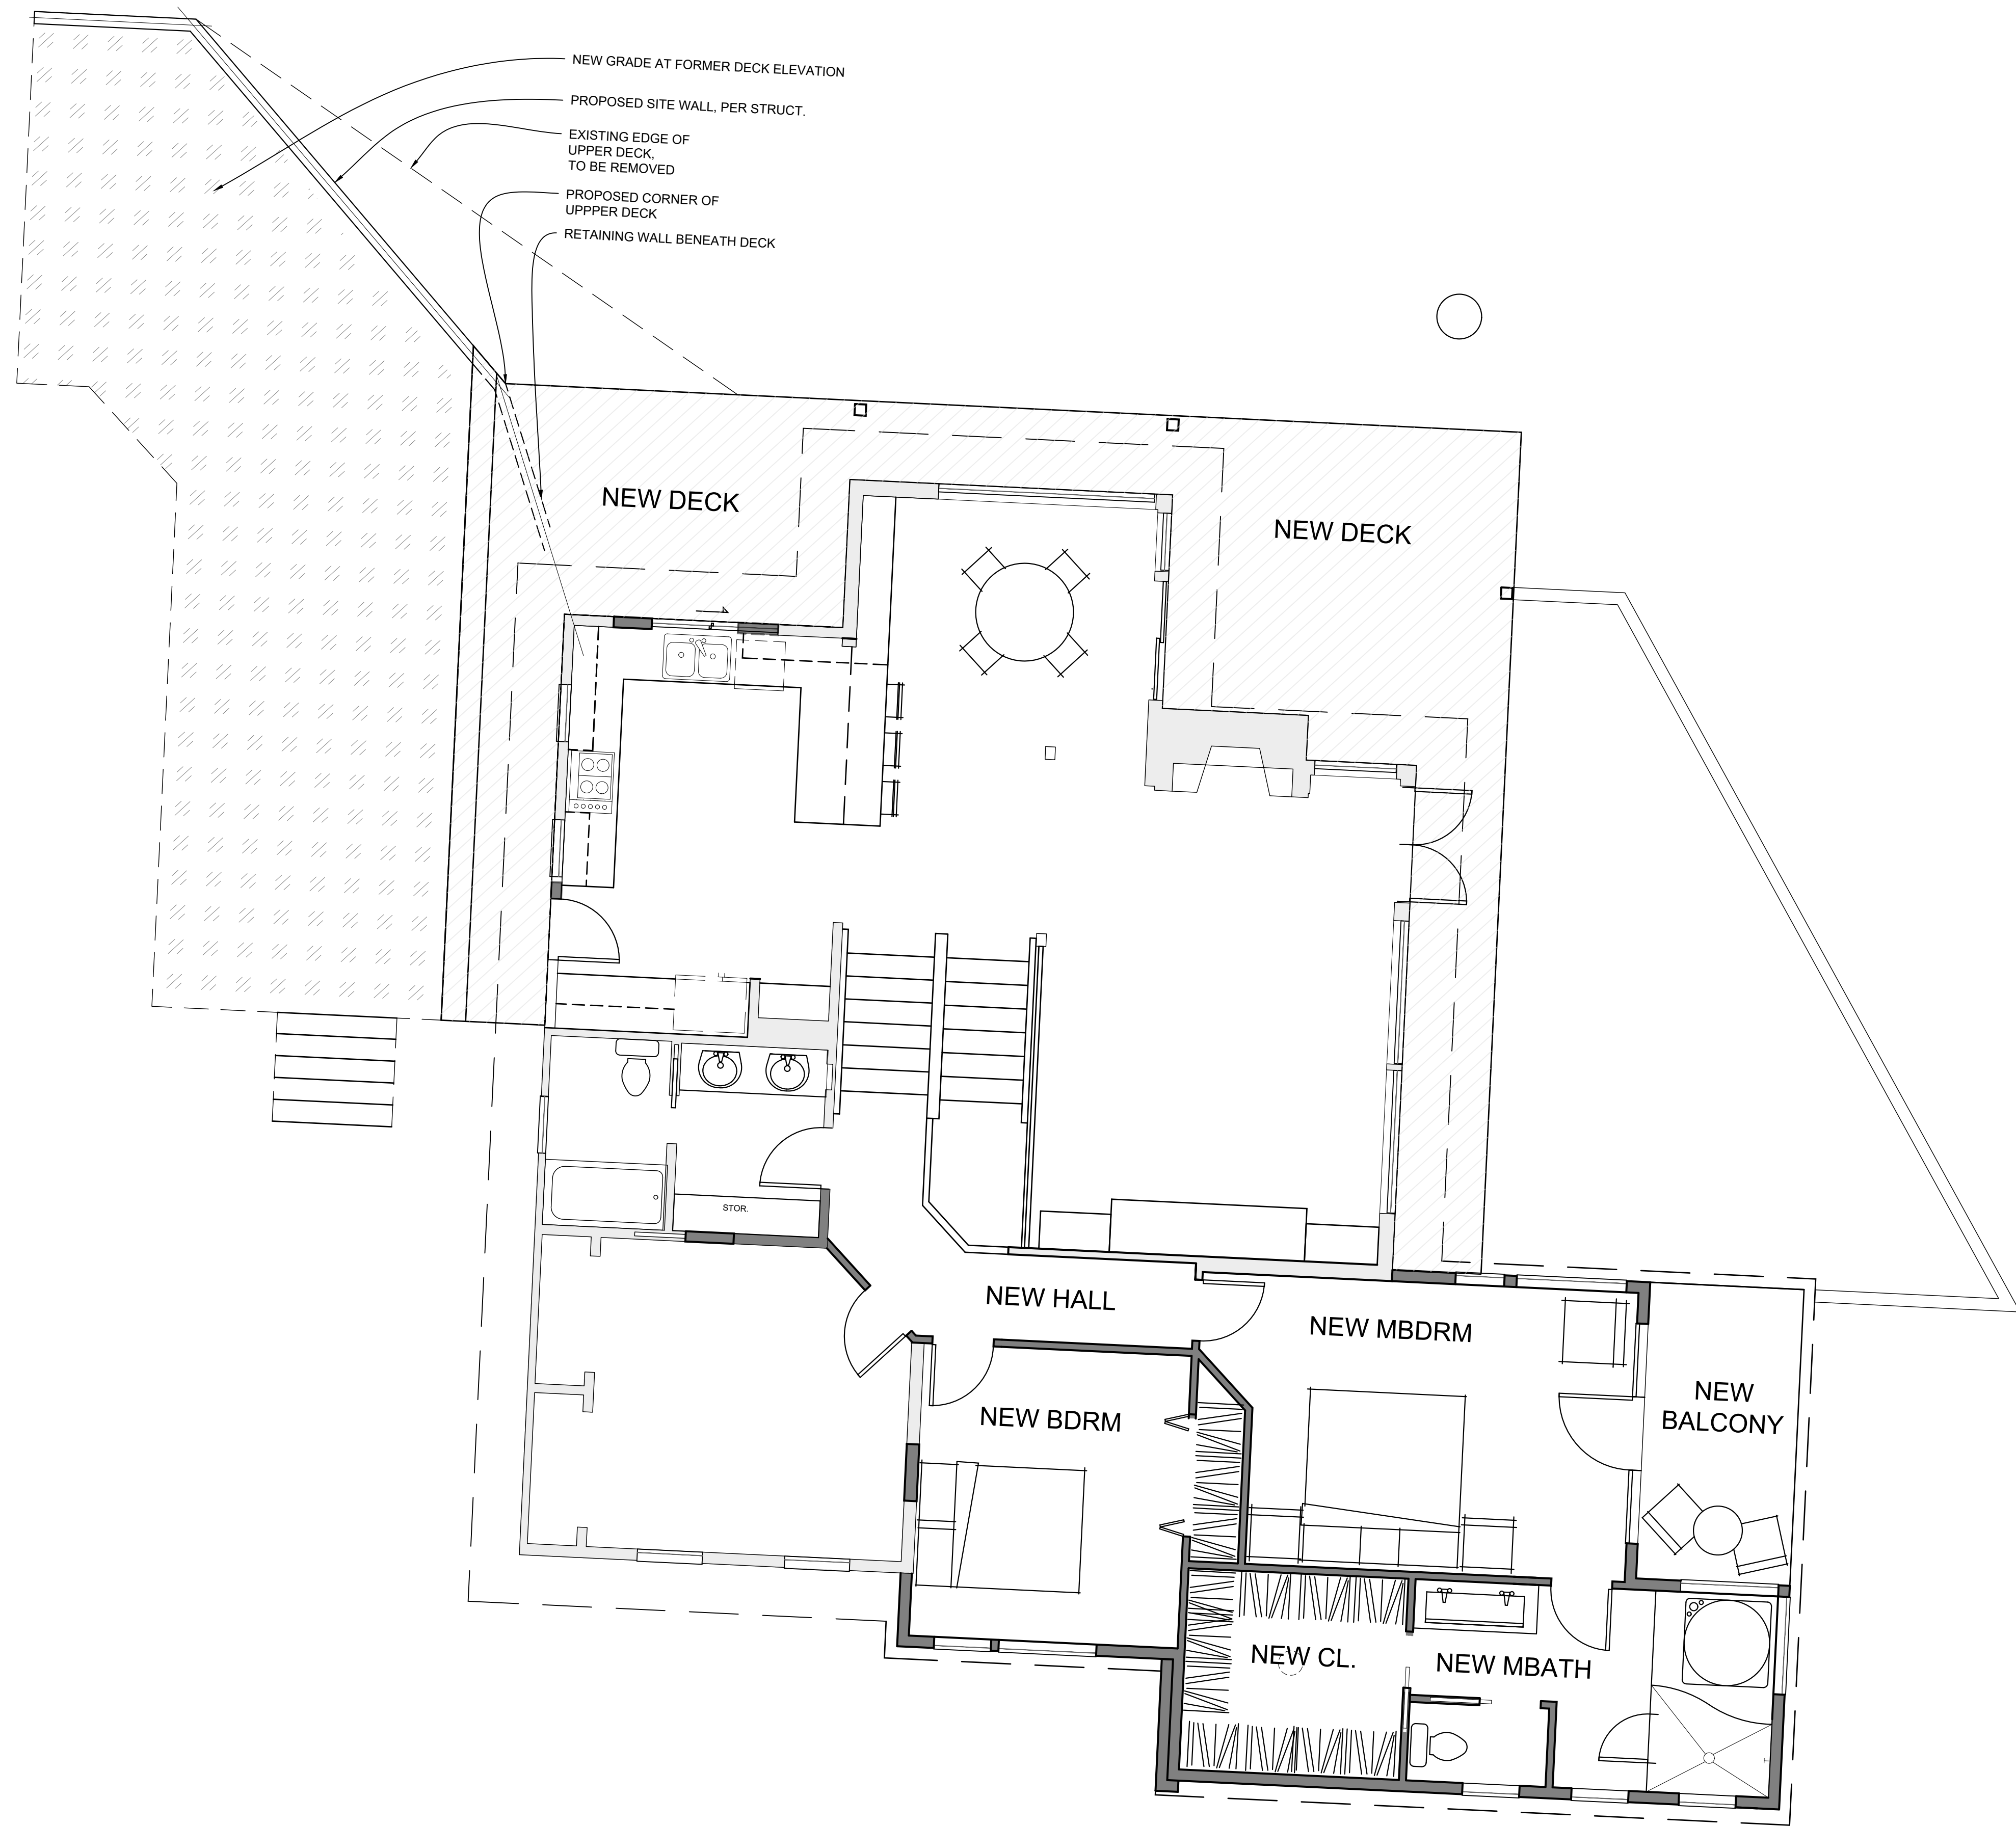 NEW GRADE AT FORMER DECK ELEVATION
PROPOSED SITE WALL, PER STRUCT.
EXISTING EDGE OF
UPPER DECK,
TO BE REMOVED
PROPOSED CORNER OF
UPPPER DECK
RETAINING WALL BENEATH DECK
NEW DECK
NEW DECK
STOR.
NEW HALL
NEW MBDRM
NEW BDRM
NEW
BALCONY
NEW CL.
NEW MBATH